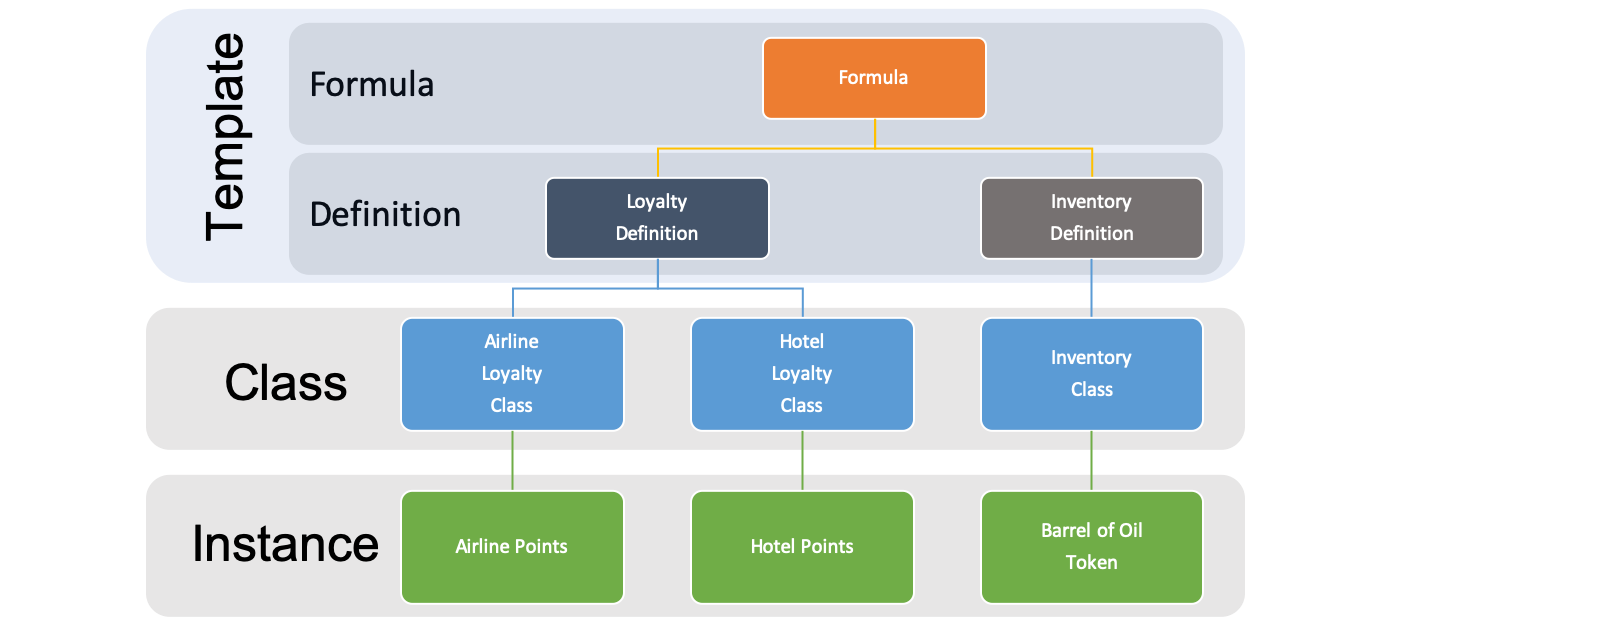 Template
Formula
Formula
Definition
Loyalty
Definition
Inventory
Definition
Class
Airline
Loyalty
Class
Hotel
Loyalty
Class
Inventory
Class
Instance
Airline Points
Hotel Points
Barrel of Oil
Token